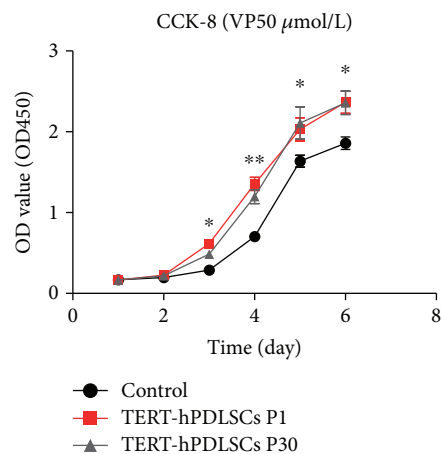 CCK-8 (VP50 μmol/L)
OD value (OD450)
3
2
1
0
*
**
*
*
0 2 4 6 8
Time (day)
Control
TERT-hPDLSCs P1
TERT-hPDLSCs P30